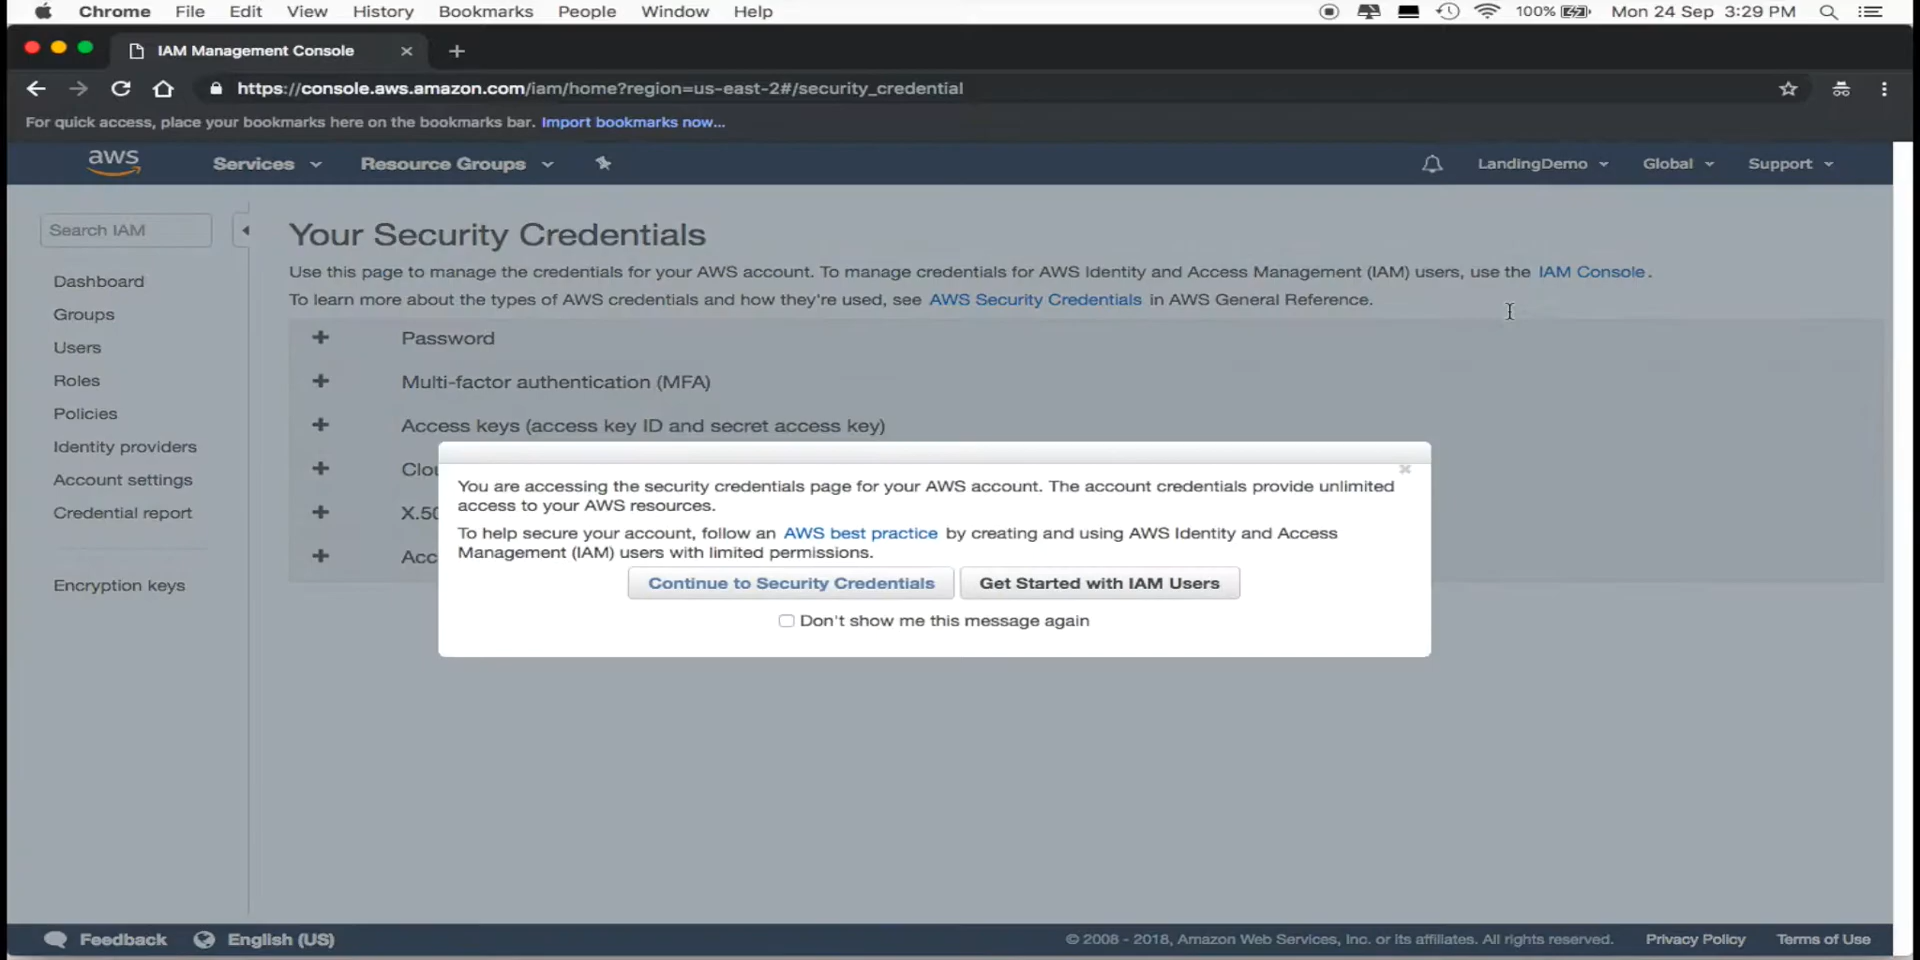 Chrome File Edit View History Bookmarks People Window Help 100% Mon 24 Sep 3:29 PM
IAM Management Console
https://console.aws.amazon.com/iam/home?region=us-east-2#/security_credential
For quick access, place your bookmarks here on the bookmarks bar. Import bookmarks now...
aws Services Resource Groups LandingDemo Global Support
Search IAM
Dashboard
Groups
Users
Roles
Policies
Identity providers
Account settings
Credential report
Encryption keys
Your Security Credentials
Use this page to manage the credentials for your AWS account. To manage credentials for AWS Identity and Access Management (IAM) users, use the IAM Console.
To learn more about the types of AWS credentials and how they're used, see AWS Security Credentials in AWS General Reference.
Password
Multi-factor authentication (MFA)
Access keys (access key ID and secret access key)
Clou
X.50
Acc
You are accessing the security credentials page for your AWS account. The account credentials provide unlimited
access to your AWS resources.
To help secure your account, follow an AWS best practice by creating and using AWS Identity and Access
Management (IAM) users with limited permissions.
Continue to Security Credentials Get Started with IAM Users
Don't show me this message again
Feedback English (US) © 2008 - 2018, Amazon Web Services, Inc. or its affiliates. All rights reserved. Privacy Policy Terms of Use